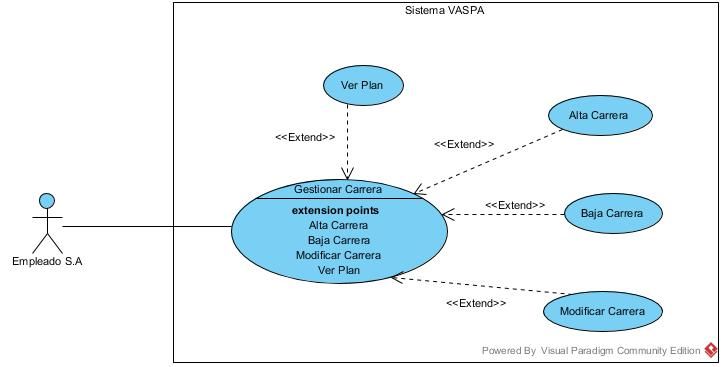 Sistema VASPA
Ver Plan
<<Extend>>
Alta Carrera
<<Extend>>
Gestionar Carrera
extension points
Alta Carrera
Baja Carrera
Modificar Carrera
Ver Plan
<<Extend>>
Baja Carrera
Empleado S.A
<<Extend>>
Modificar Carrera
Powered By Visual Paradigm Community Edition